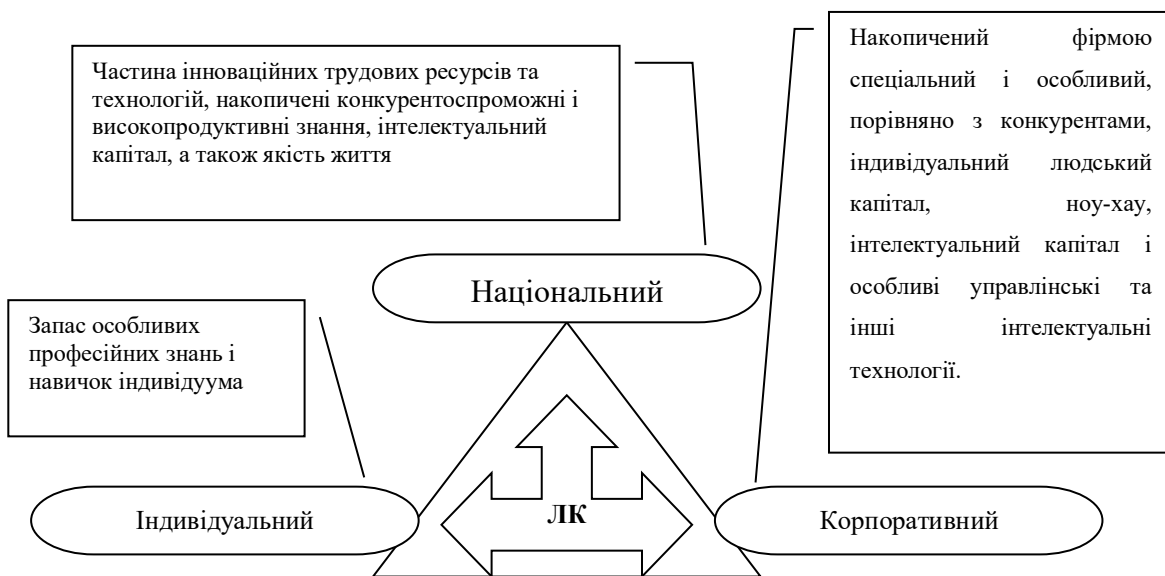 Частина інноваційних трудових ресурсів та
технологій, накопичені конкурентоспроможні і
високопродуктивні знання, інтелектуальний
капітал, а також якість життя
Накопичений фірмою
спеціальний і особливий,
порівняно з конкурентами,
індивідуальний людський
капітал, ноу-хау,
інтелектуальний капітал і
особливі управлінські та
інші інтелектуальні
технології.
Національний
Запас особливих
професійних знань і
навичок індивідуума
Індивідуальний
ЛК
Корпоративний